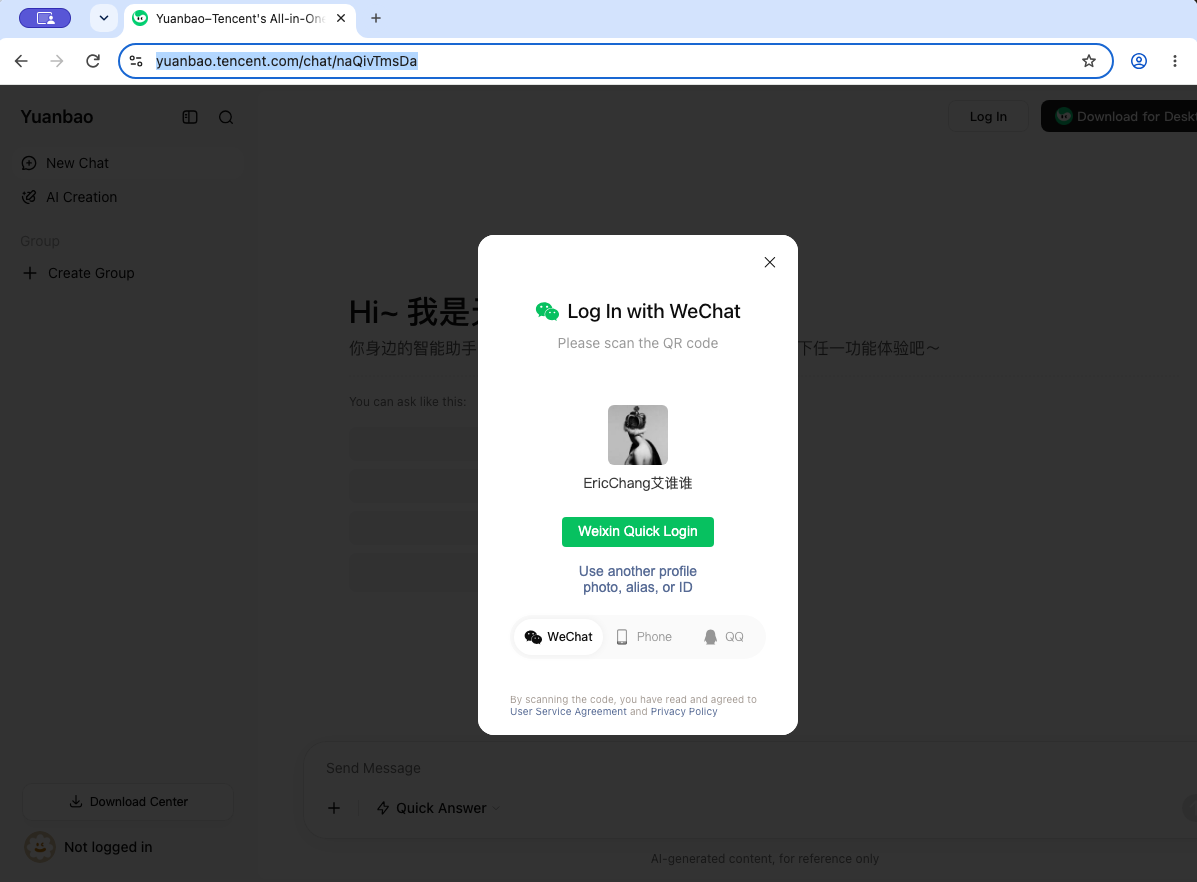 Yuanbao–Tencent's All-in-One
yuanbao.tencent.com/chat/naQivTmsDa
Yuanbao
Log In
Download for Deskt
New Chat
AI Creation
Group
Create Group
Hi~ 我是
你身边的智能助手
下任一功能体验吧～
You can ask like this:
Log In with WeChat
Please scan the QR code
EricChang艾谁谁
Weixin Quick Login
Use another profile
photo, alias, or ID
WeChat
Phone
QQ
By scanning the code, you have read and agreed to
User Service Agreement and Privacy Policy
Send Message
Quick Answer
Download Center
Not logged in
AI-generated content, for reference only